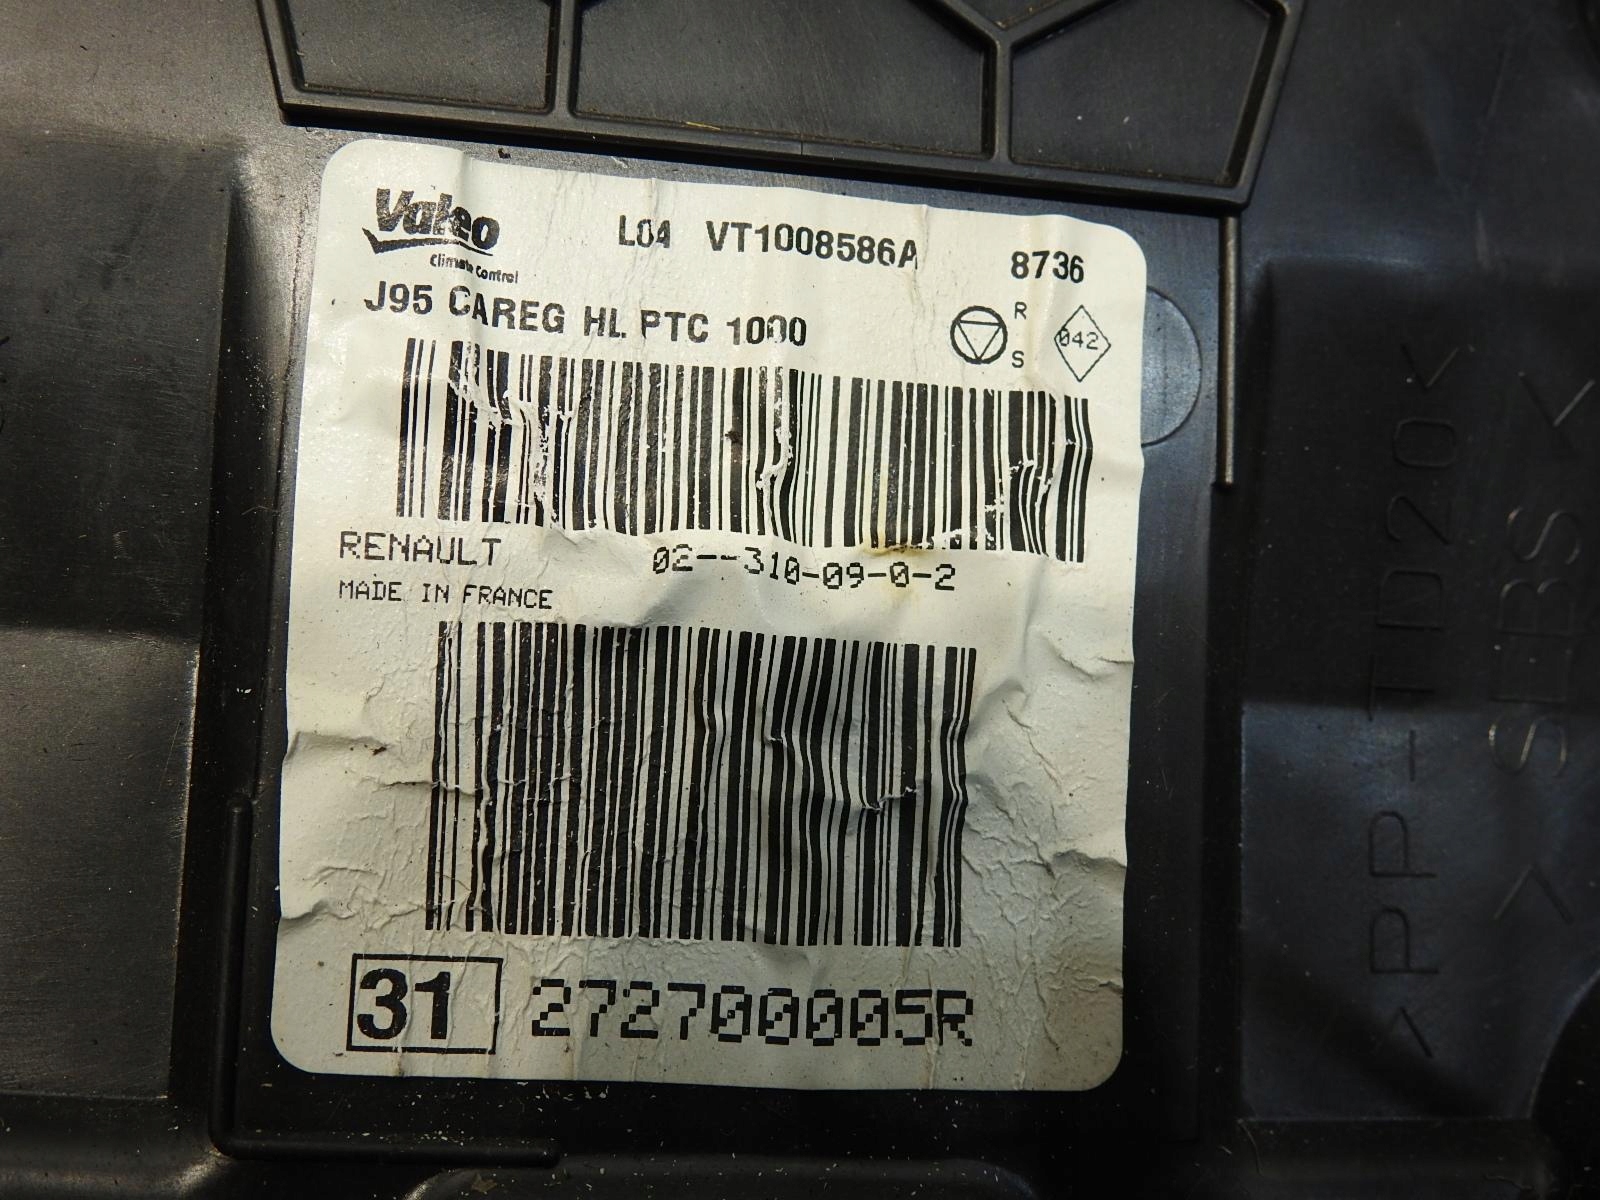 Valeo
Climate Control
L04 VT1008586A 8736
J95 CAREG HL PTC 1000
R
S
042
RENAULT
02--310-09-0-2
MADE IN FRANCE
31 272700005R
>PP-TD20<
>SEBS<